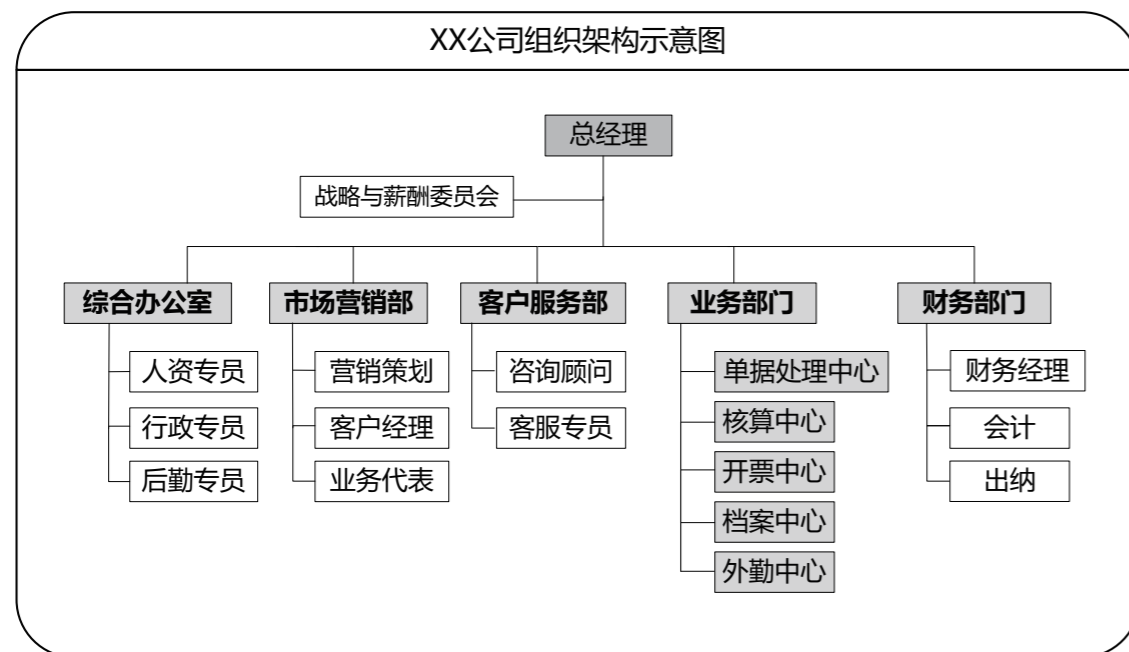 XX公司组织架构示意图
总经理
战略与薪酬委员会
综合办公室
人资专员
行政专员
后勤专员
市场营销部
营销策划
客户经理
业务代表
客户服务部
咨询顾问
客服专员
业务部门
单据处理中心
核算中心
开票中心
档案中心
外勤中心
财务部门
财务经理
会计
出纳